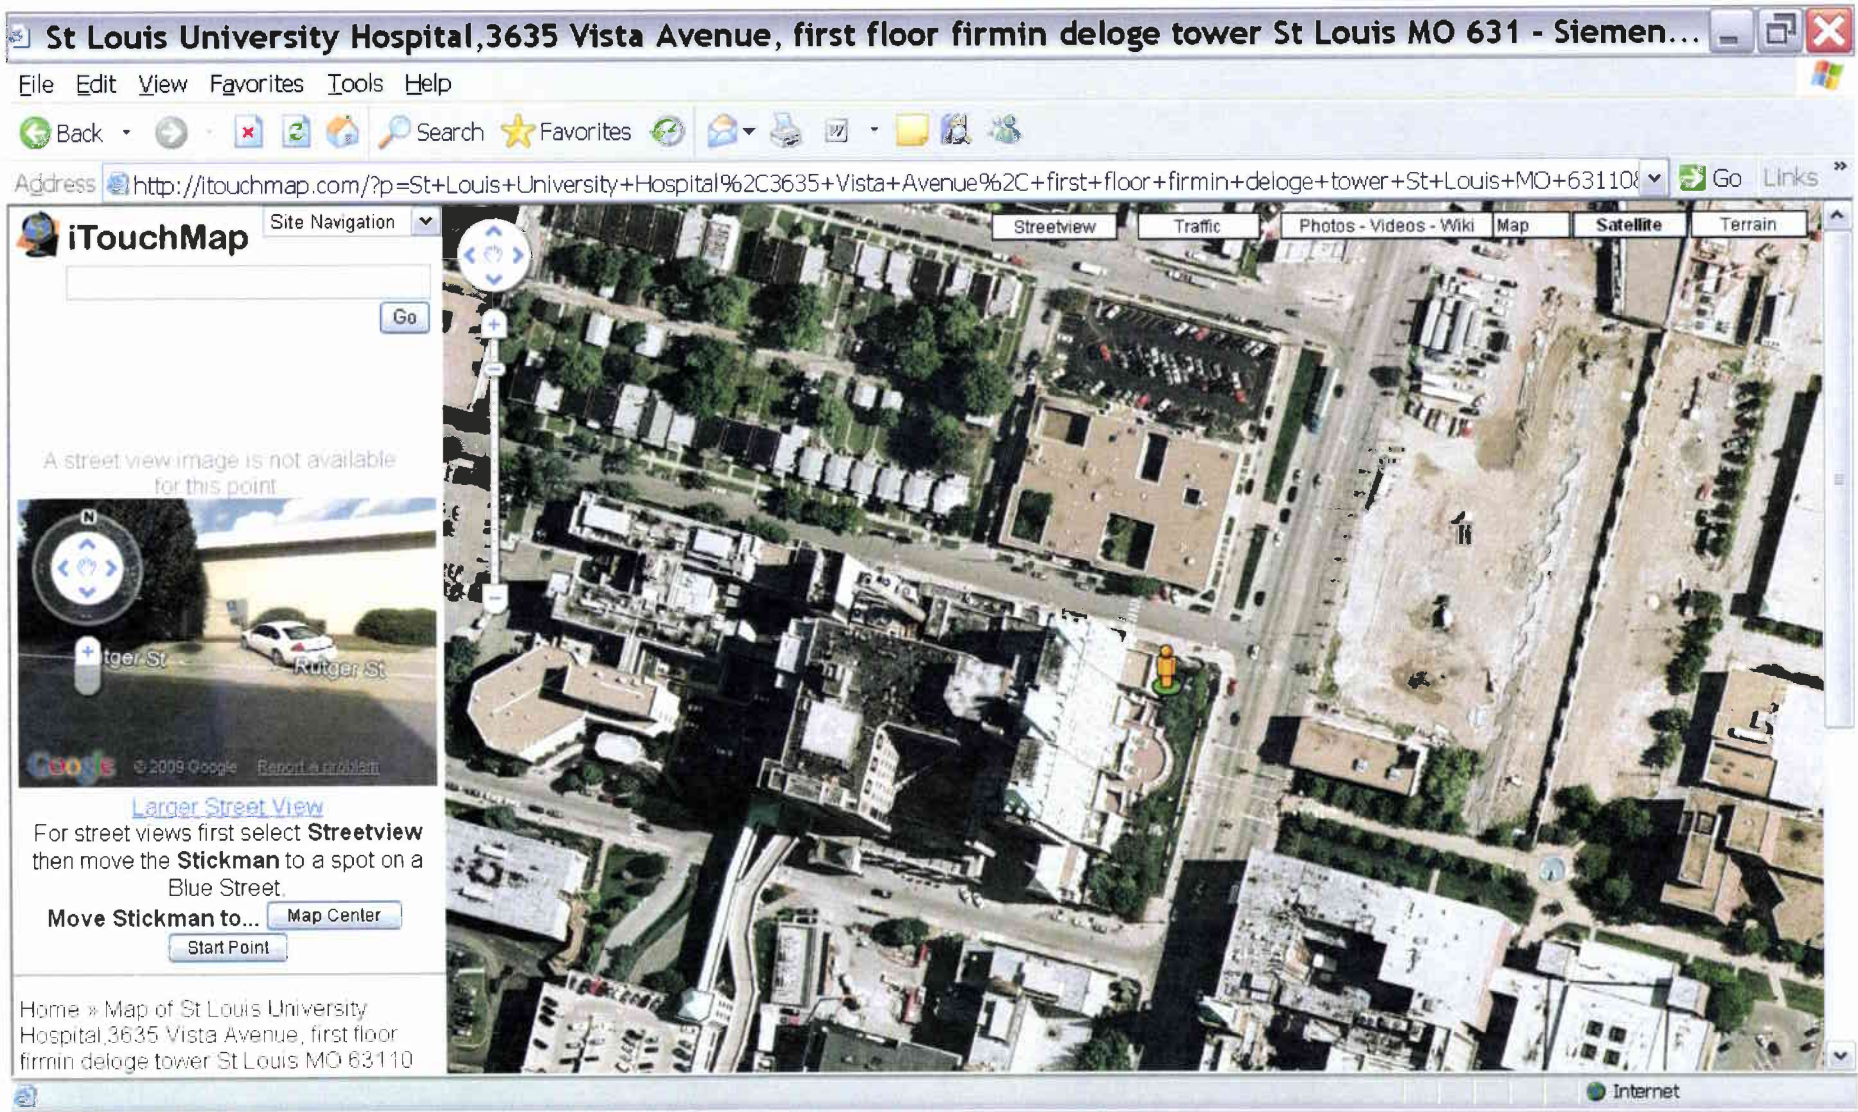 St Louis University Hospital,3635 Vista Avenue, first floor firmin deloge tower St Louis MO 631 - Siemen...
File Edit View Favorites Tools Help
Back Search Favorites
Address http://itouchmap.com/?p=St+Louis+University+Hospital%2C3635+Vista+Avenue%2C+first+floor+firmin+deloge+tower+St+Louis+MO+63110& Go Links »
iTouchMap
Site Navigation
Go
Streetview Traffic Photos - Videos - Wiki Map Satellite Terrain
A street view image is not available
for this point
N
tger St
Rutger St
Google © 2009 Google Report a problem
Larger Street View
For street views first select Streetview
then move the Stickman to a spot on a
Blue Street.
Move Stickman to... Map Center
Start Point
Home » Map of St Louis University
Hospital,3635 Vista Avenue, first floor
firmin deloge tower St Louis MO 63110
Internet